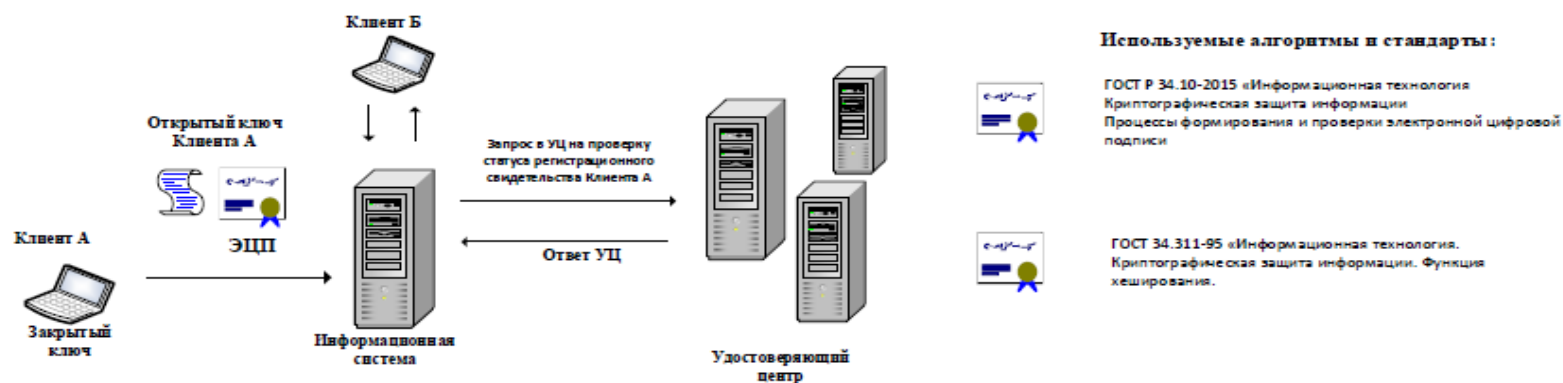 Клиент Б
Открытый ключ
Клиента А
Клиент А
ЭЦП
Закрытый
ключ
Информационная
система
Запрос в УЦ на проверку
статуса регистрационного
свидетельства Клиента А
Ответ УЦ
Удостоверяющий
центр
Используемые алгоритмы и стандарты:
ГОСТ Р 34.10-2015 «Информационная технология
Криптографическая защита информации
Процессы формирования и проверки электронной цифровой
подписи
ГОСТ 34.311-95 «Информационная технология.
Криптографическая защита информации. Функция
хеширования.